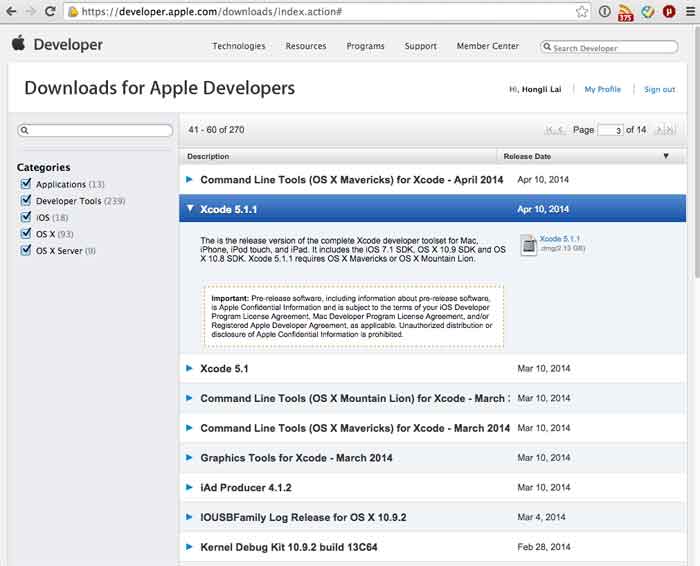 https://developer.apple.com/downloads/index.action#
375
Developer
Technologies Resources Programs Support Member Center Search Developer
Downloads for Apple Developers
Hi, Hongli Lai My Profile Sign out
41 - 60 of 270 Page 3 of 14
Description Release Date
Categories
Applications (13)
Developer Tools (239)
iOS (18)
OS X (93)
OS X Server (9)
Command Line Tools (OS X Mavericks) for Xcode - April 2014 Apr 10, 2014
Xcode 5.1.1 Apr 10, 2014
The is the release version of the complete Xcode developer toolset for Mac,
iPhone, iPod touch, and iPad. It includes the iOS 7.1 SDK, OS X 10.9 SDK and OS
X 10.8 SDK. Xcode 5.1.1 requires OS X Mavericks or OS X Mountain Lion.
Xcode 5.1.1
.dmg(2.13 GB)
Important: Pre-release software, including information about pre-release software,
is Apple Confidential Information and is subject to the terms of your iOS Developer
Program License Agreement, Mac Developer Program License Agreement, and/or
Registered Apple Developer Agreement, as applicable. Unauthorized distribution or
disclosure of Apple Confidential Information is prohibited.
Xcode 5.1 Mar 10, 2014
Command Line Tools (OS X Mountain Lion) for Xcode - March Mar 10, 2014
Command Line Tools (OS X Mavericks) for Xcode - March 2014 Mar 10, 2014
Graphics Tools for Xcode - March 2014 Mar 10, 2014
iAd Producer 4.1.2 Mar 10, 2014
IOUSBFamily Log Release for OS X 10.9.2 Mar 4, 2014
Kernel Debug Kit 10.9.2 build 13C64 Feb 28, 2014